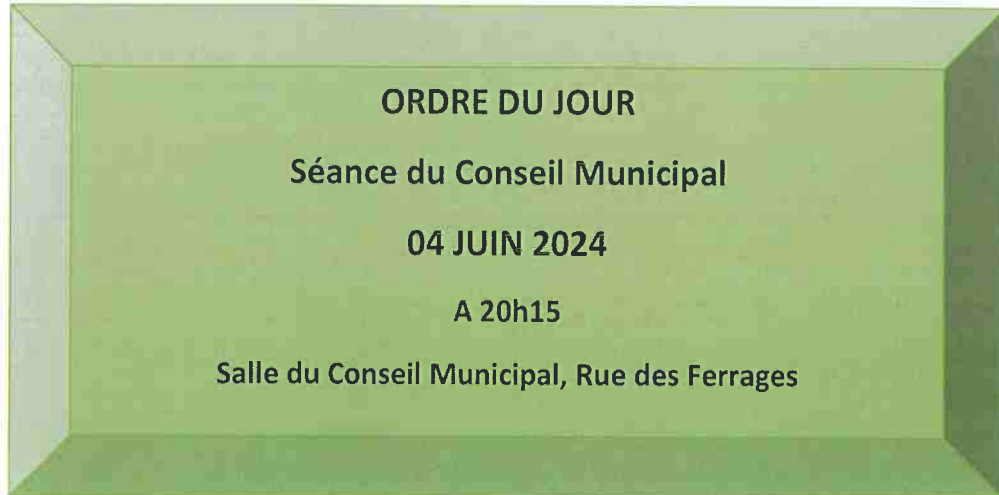 ORDRE DU JOUR
Séance du Conseil Municipal
04 JUIN 2024
A 20h15
Salle du Conseil Municipal, Rue des Ferrages